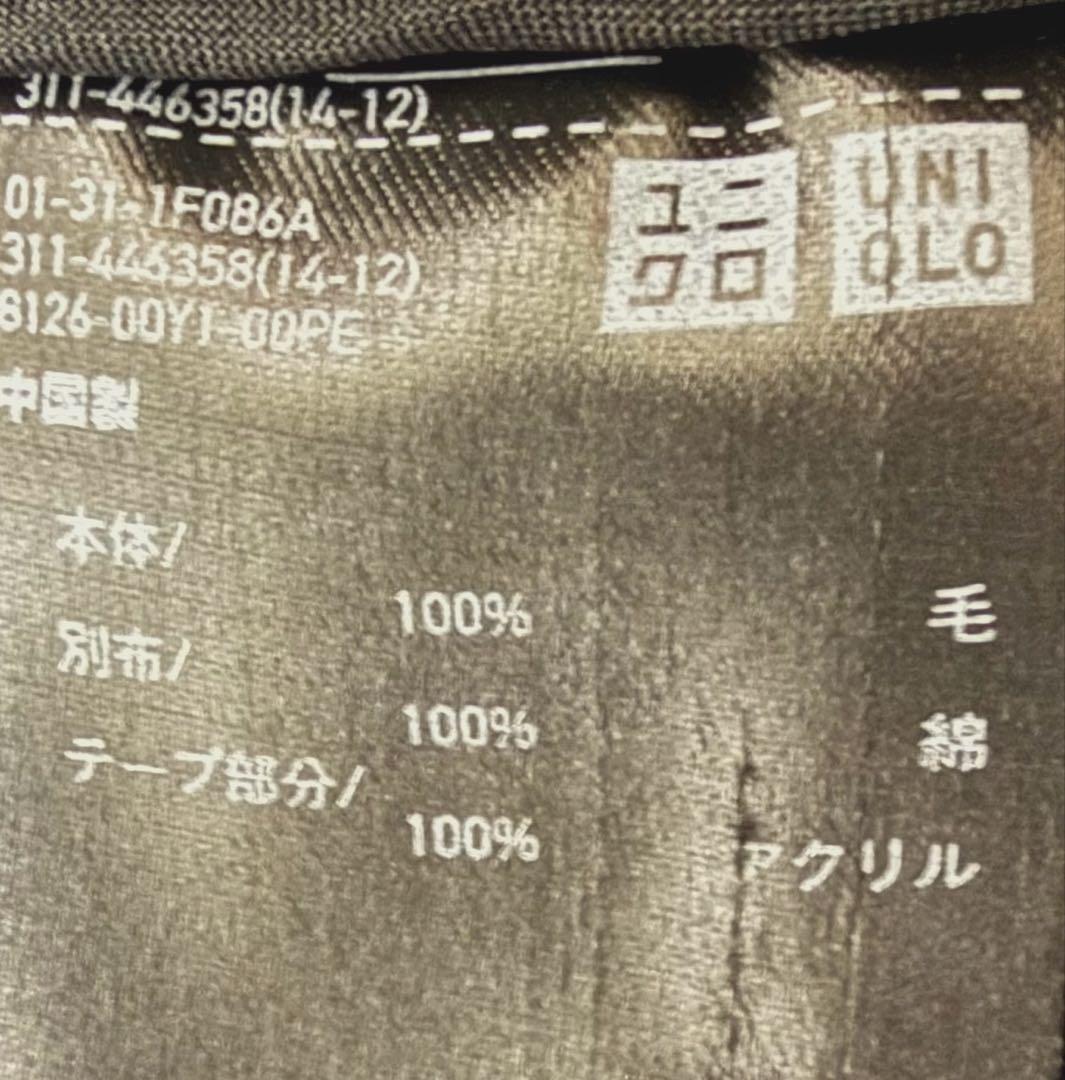 311-446358(14-12)
01-31-1F086A
311-446358(14-12)
8126-00Y1-00PE
中国製
ユニ
クロ
UNI
QLO
本体/
100% 毛
別布/
100% 綿
テープ部分/
100% アクリル